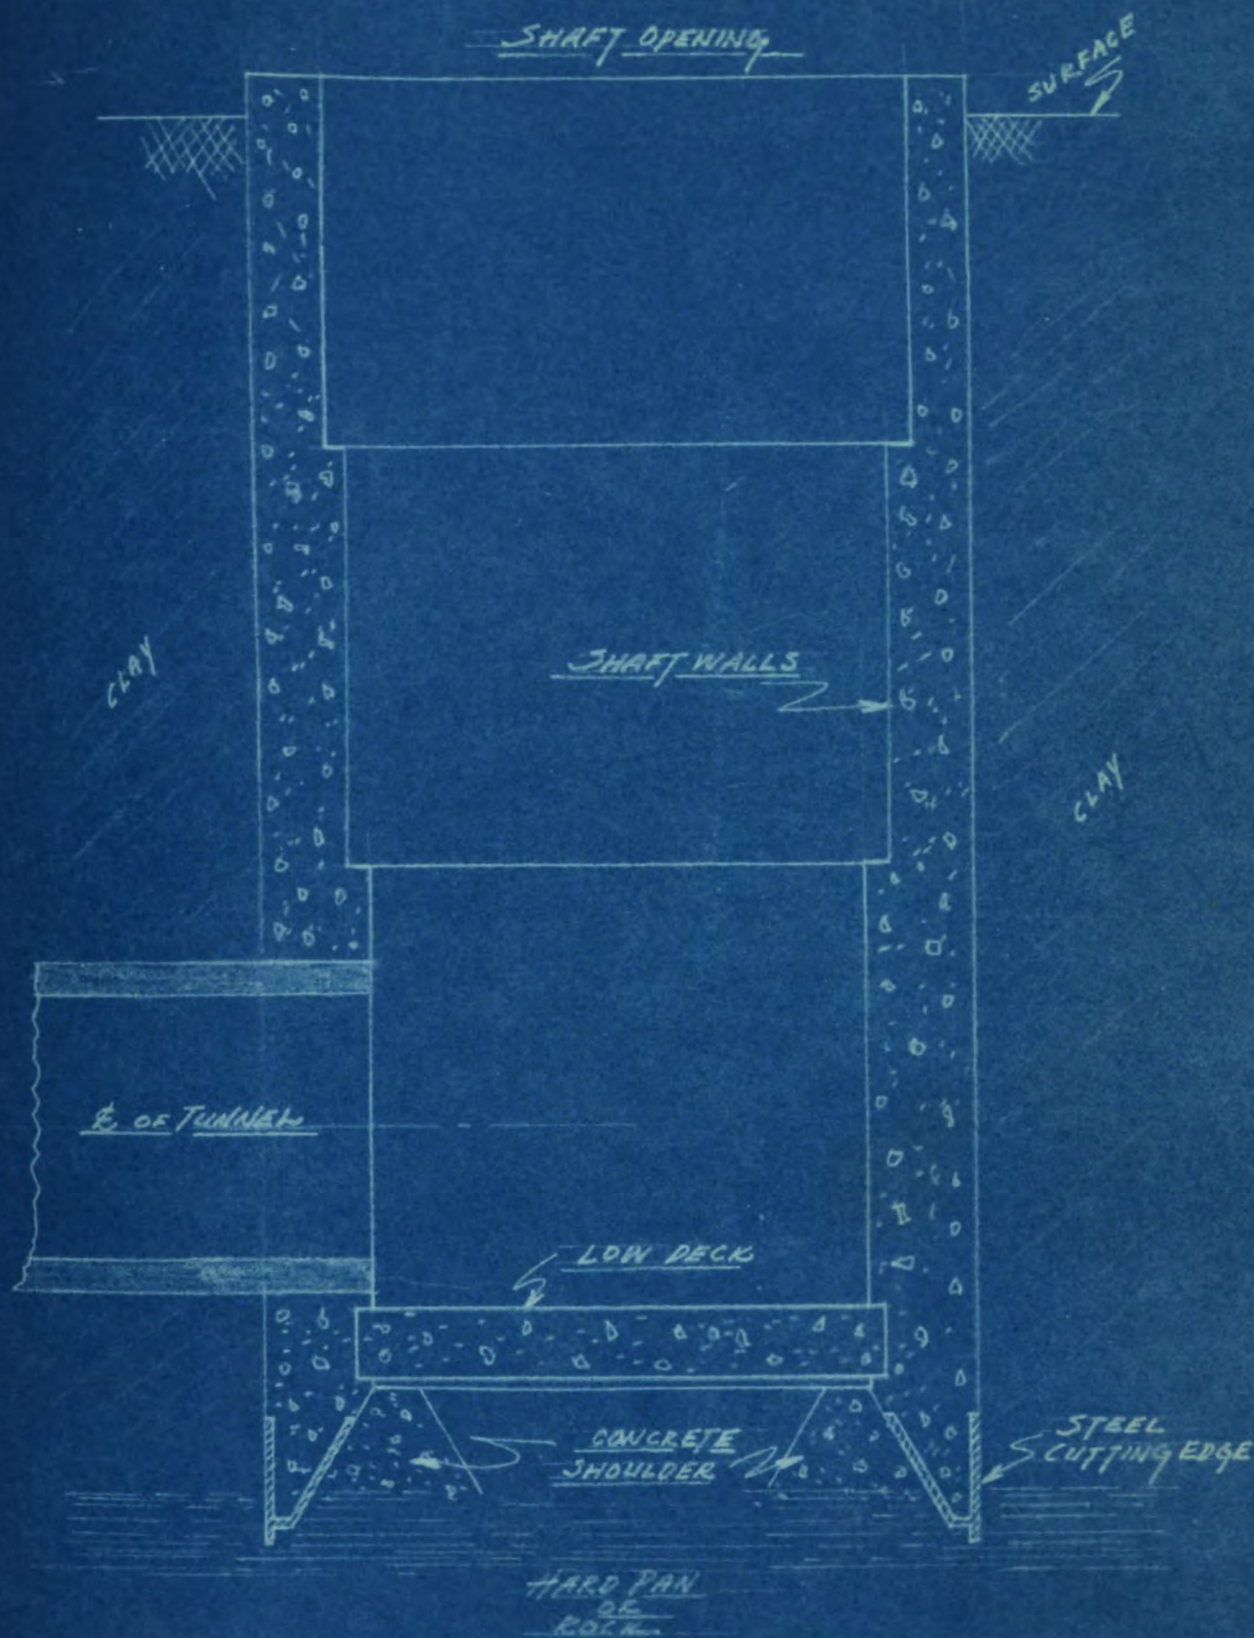 SHAFT OPENING
SURFACE
SHAFT WALLS
CLAY
CLAY
℄ OF TUNNEL
LOW DECK
CONCRETE
SHOULDER
STEEL
CUTTING EDGE
HARD PAN
OR
ROCK